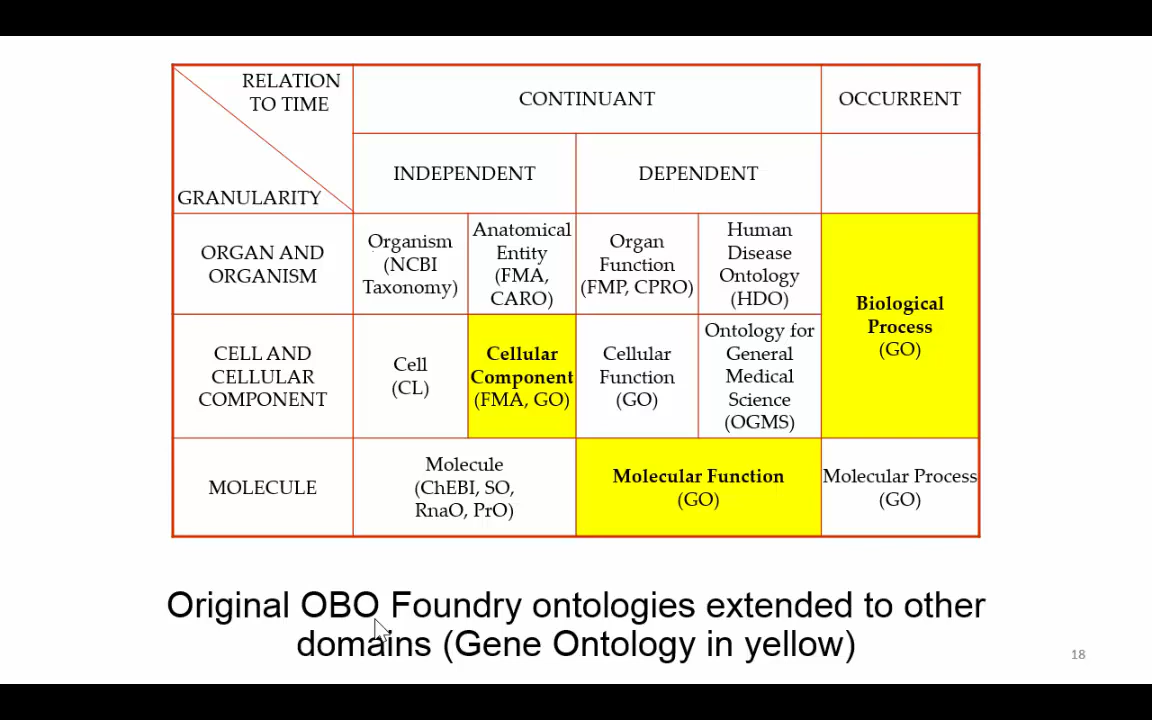 RELATION
TO TIME
GRANULARITY
CONTINUANT
OCCURRENT
INDEPENDENT
DEPENDENT
ORGAN AND
ORGANISM
Organism
(NCBI
Taxonomy)
Anatomical
Entity
(FMA,
CARO)
Organ
Function
(FMP, CPRO)
Human
Disease
Ontology
(HDO)
Biological
Process
(GO)
CELL AND
CELLULAR
COMPONENT
Cell
(CL)
Cellular
Component
(FMA, GO)
Cellular
Function
(GO)
Ontology for
General
Medical
Science
(OGMS)
MOLECULE
Molecule
(ChEBI, SO,
RnaO, PrO)
Molecular Function
(GO)
Molecular Process
(GO)
Original OBO Foundry ontologies extended to other
domains (Gene Ontology in yellow)
18